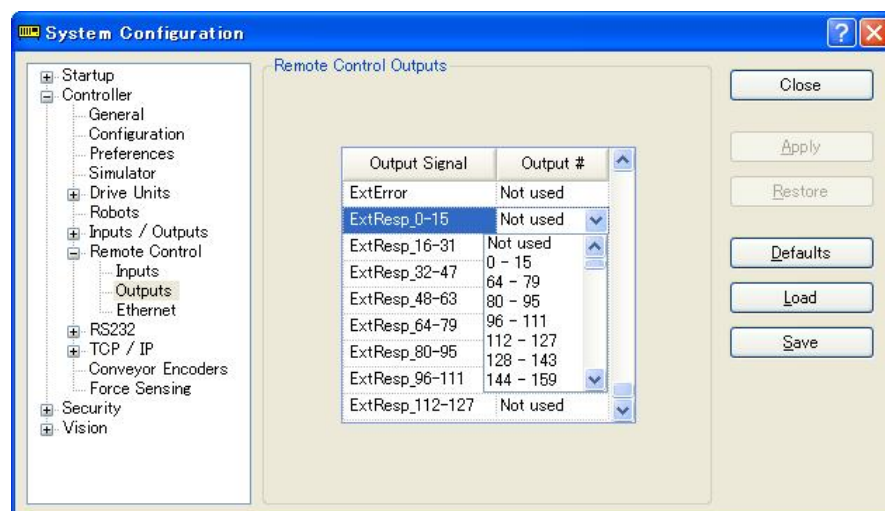 System Configuration
Startup
Controller
General
Configuration
Preferences
Simulator
Drive Units
Robots
Inputs / Outputs
Remote Control
Inputs
Outputs
Ethernet
RS232
TCP / IP
Conveyor Encoders
Force Sensing
Security
Vision
Remote Control Outputs
Output Signal Output #
ExtError Not used
ExtResp_0-15 Not used
ExtResp_16-31
ExtResp_32-47
ExtResp_48-63
ExtResp_64-79
ExtResp_80-95
ExtResp_96-111
ExtResp_112-127 Not used
Not used
0 - 15
64 - 79
80 - 95
96 - 111
112 - 127
128 - 143
144 - 159
Close
Apply
Restore
Defaults
Load
Save